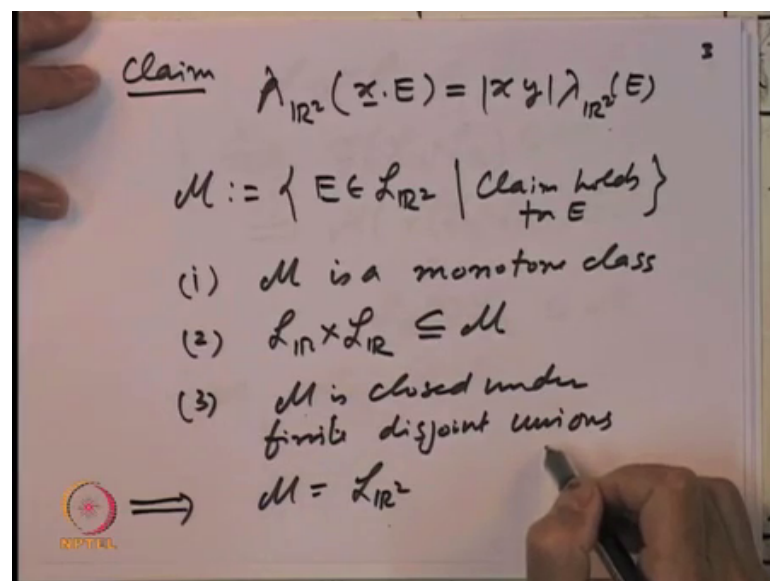 3
Claim λ_{ℝ²}(x̲·E) = |xy| λ_{ℝ²}(E)
ℳ := { E ∈ ℒ_{ℝ²} | Claim holds for E }
(i) ℳ is a monotone class
(2) ℒ_ℝ × ℒ_ℝ ⊆ ℳ
(3) ℳ is closed under
finite disjoint unions
⟹ ℳ = ℒ_{ℝ²}
NPTEL